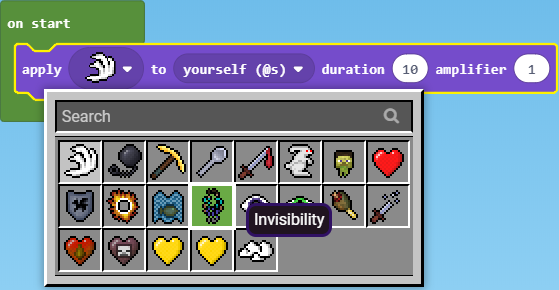 on start
apply to yourself (@s) duration 10 amplifier 1
Search
Invisibility